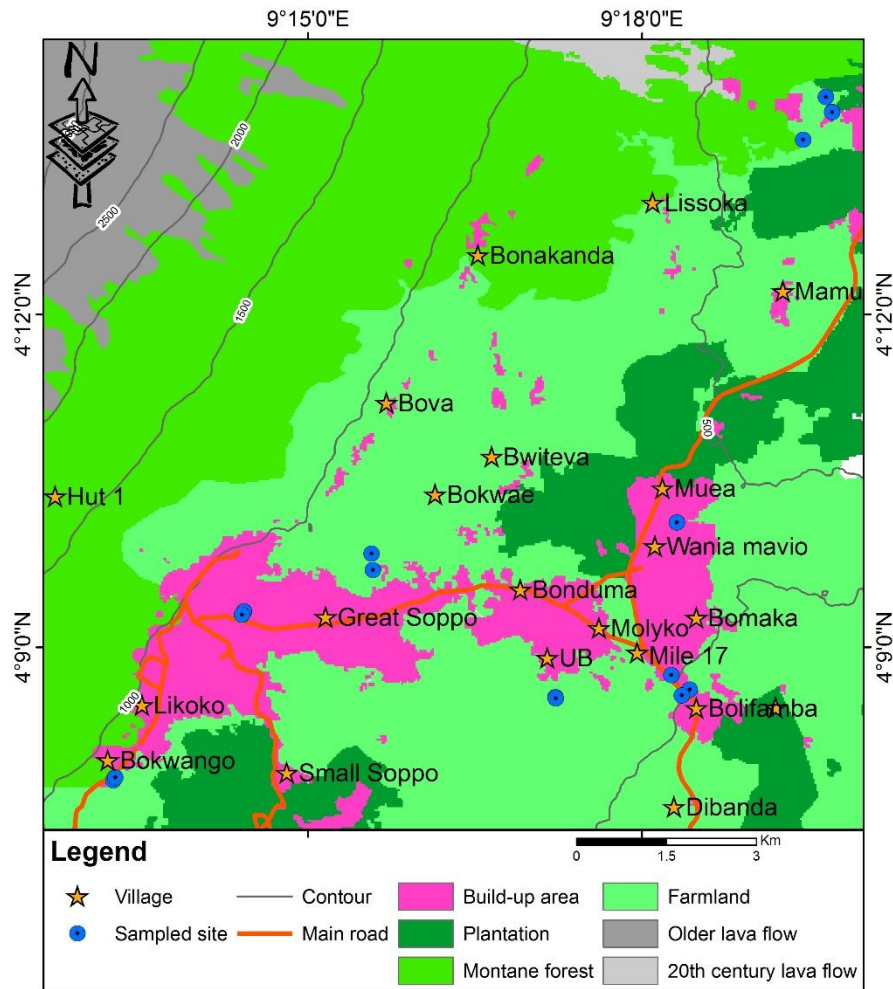 9°15'0"E
9°18'0"E
N
2000
2500
Lissoka
Bonakanda
Mamu
4°12'0"N
4°12'0"N
1500
Bova
500
Bwiteva
Hut 1
Bokwae
Muea
Wania mavio
Bonduma
Great Soppo
Molyko
Bomaka
4°9'0"N
4°9'0"N
UB
Mile 17
1000
Likoko
Bolifamba
Bokwango
Small Soppo
Dibanda
Legend
Km
0 1.5 3
Village
Contour
Build-up area
Farmland
Sampled site
Main road
Plantation
Older lava flow
Montane forest
20th century lava flow